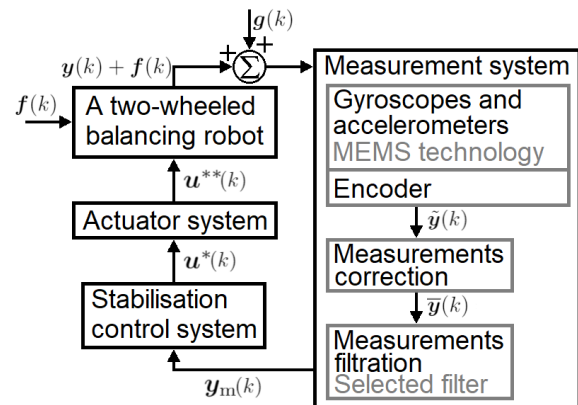 g(k)
+ +
Σ
y(k) + f(k)
f(k)
A two-wheeled
balancing robot
u**(k)
Actuator system
u*(k)
Stabilisation
control system
yₘ(k)
Measurement system
Gyroscopes and
accelerometers
MEMS technology
Encoder
ỹ(k)
Measurements
correction
y̅(k)
Measurements
filtration
Selected filter